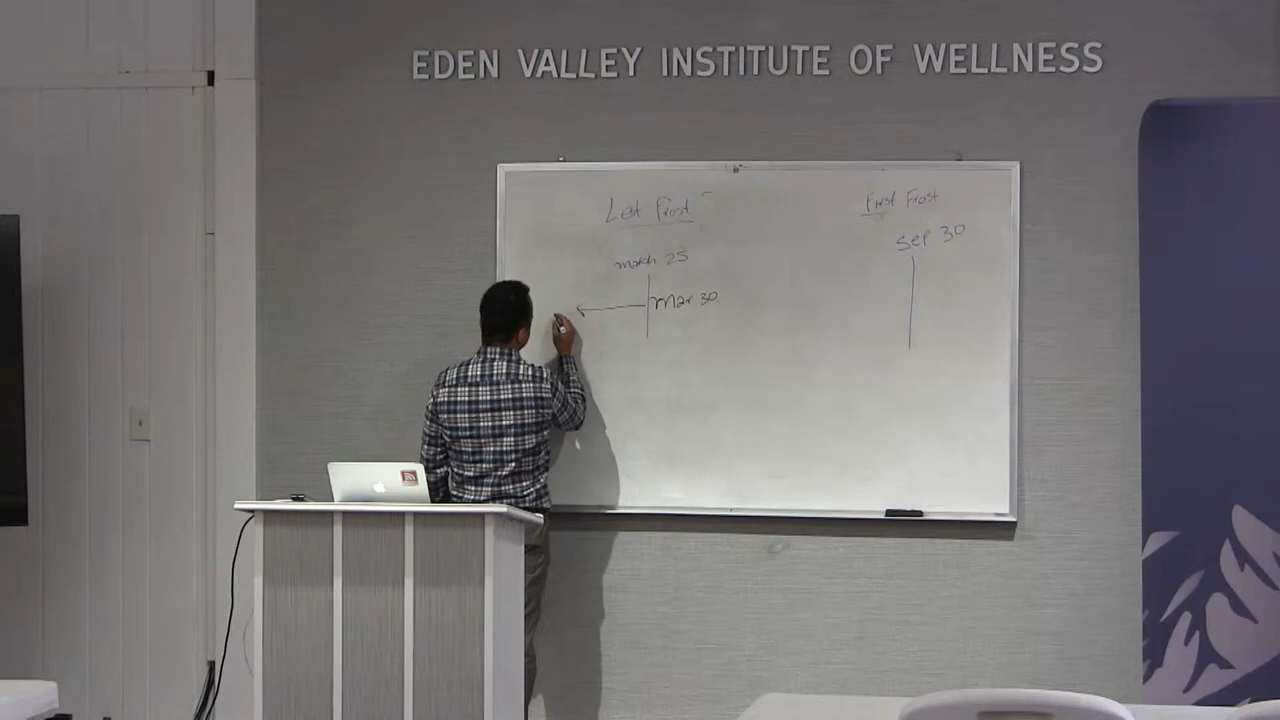 EDEN VALLEY INSTITUTE OF WELLNESS
Last Frost
First Frost
march 25
Sep 30
Mar 30